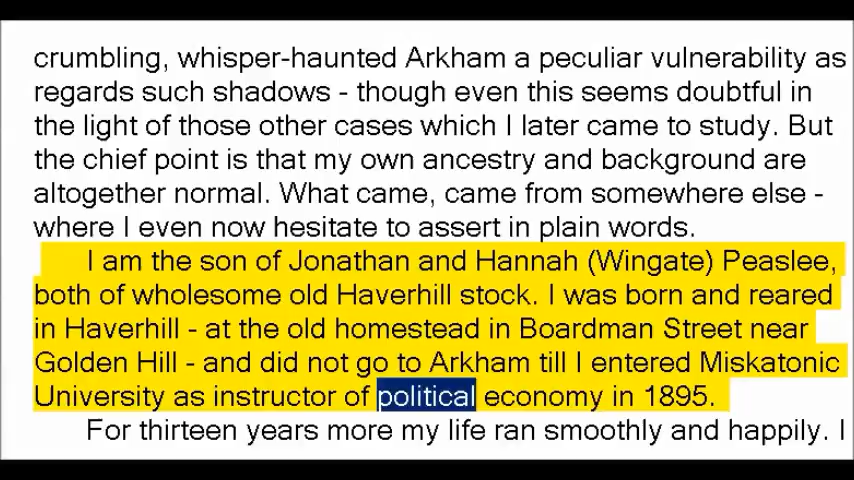 crumbling, whisper-haunted Arkham a peculiar vulnerability as
regards such shadows - though even this seems doubtful in
the light of those other cases which I later came to study. But
the chief point is that my own ancestry and background are
altogether normal. What came, came from somewhere else -
where I even now hesitate to assert in plain words.
I am the son of Jonathan and Hannah (Wingate) Peaslee,
both of wholesome old Haverhill stock. I was born and reared
in Haverhill - at the old homestead in Boardman Street near
Golden Hill - and did not go to Arkham till I entered Miskatonic
University as instructor of political economy in 1895.
For thirteen years more my life ran smoothly and happily. I